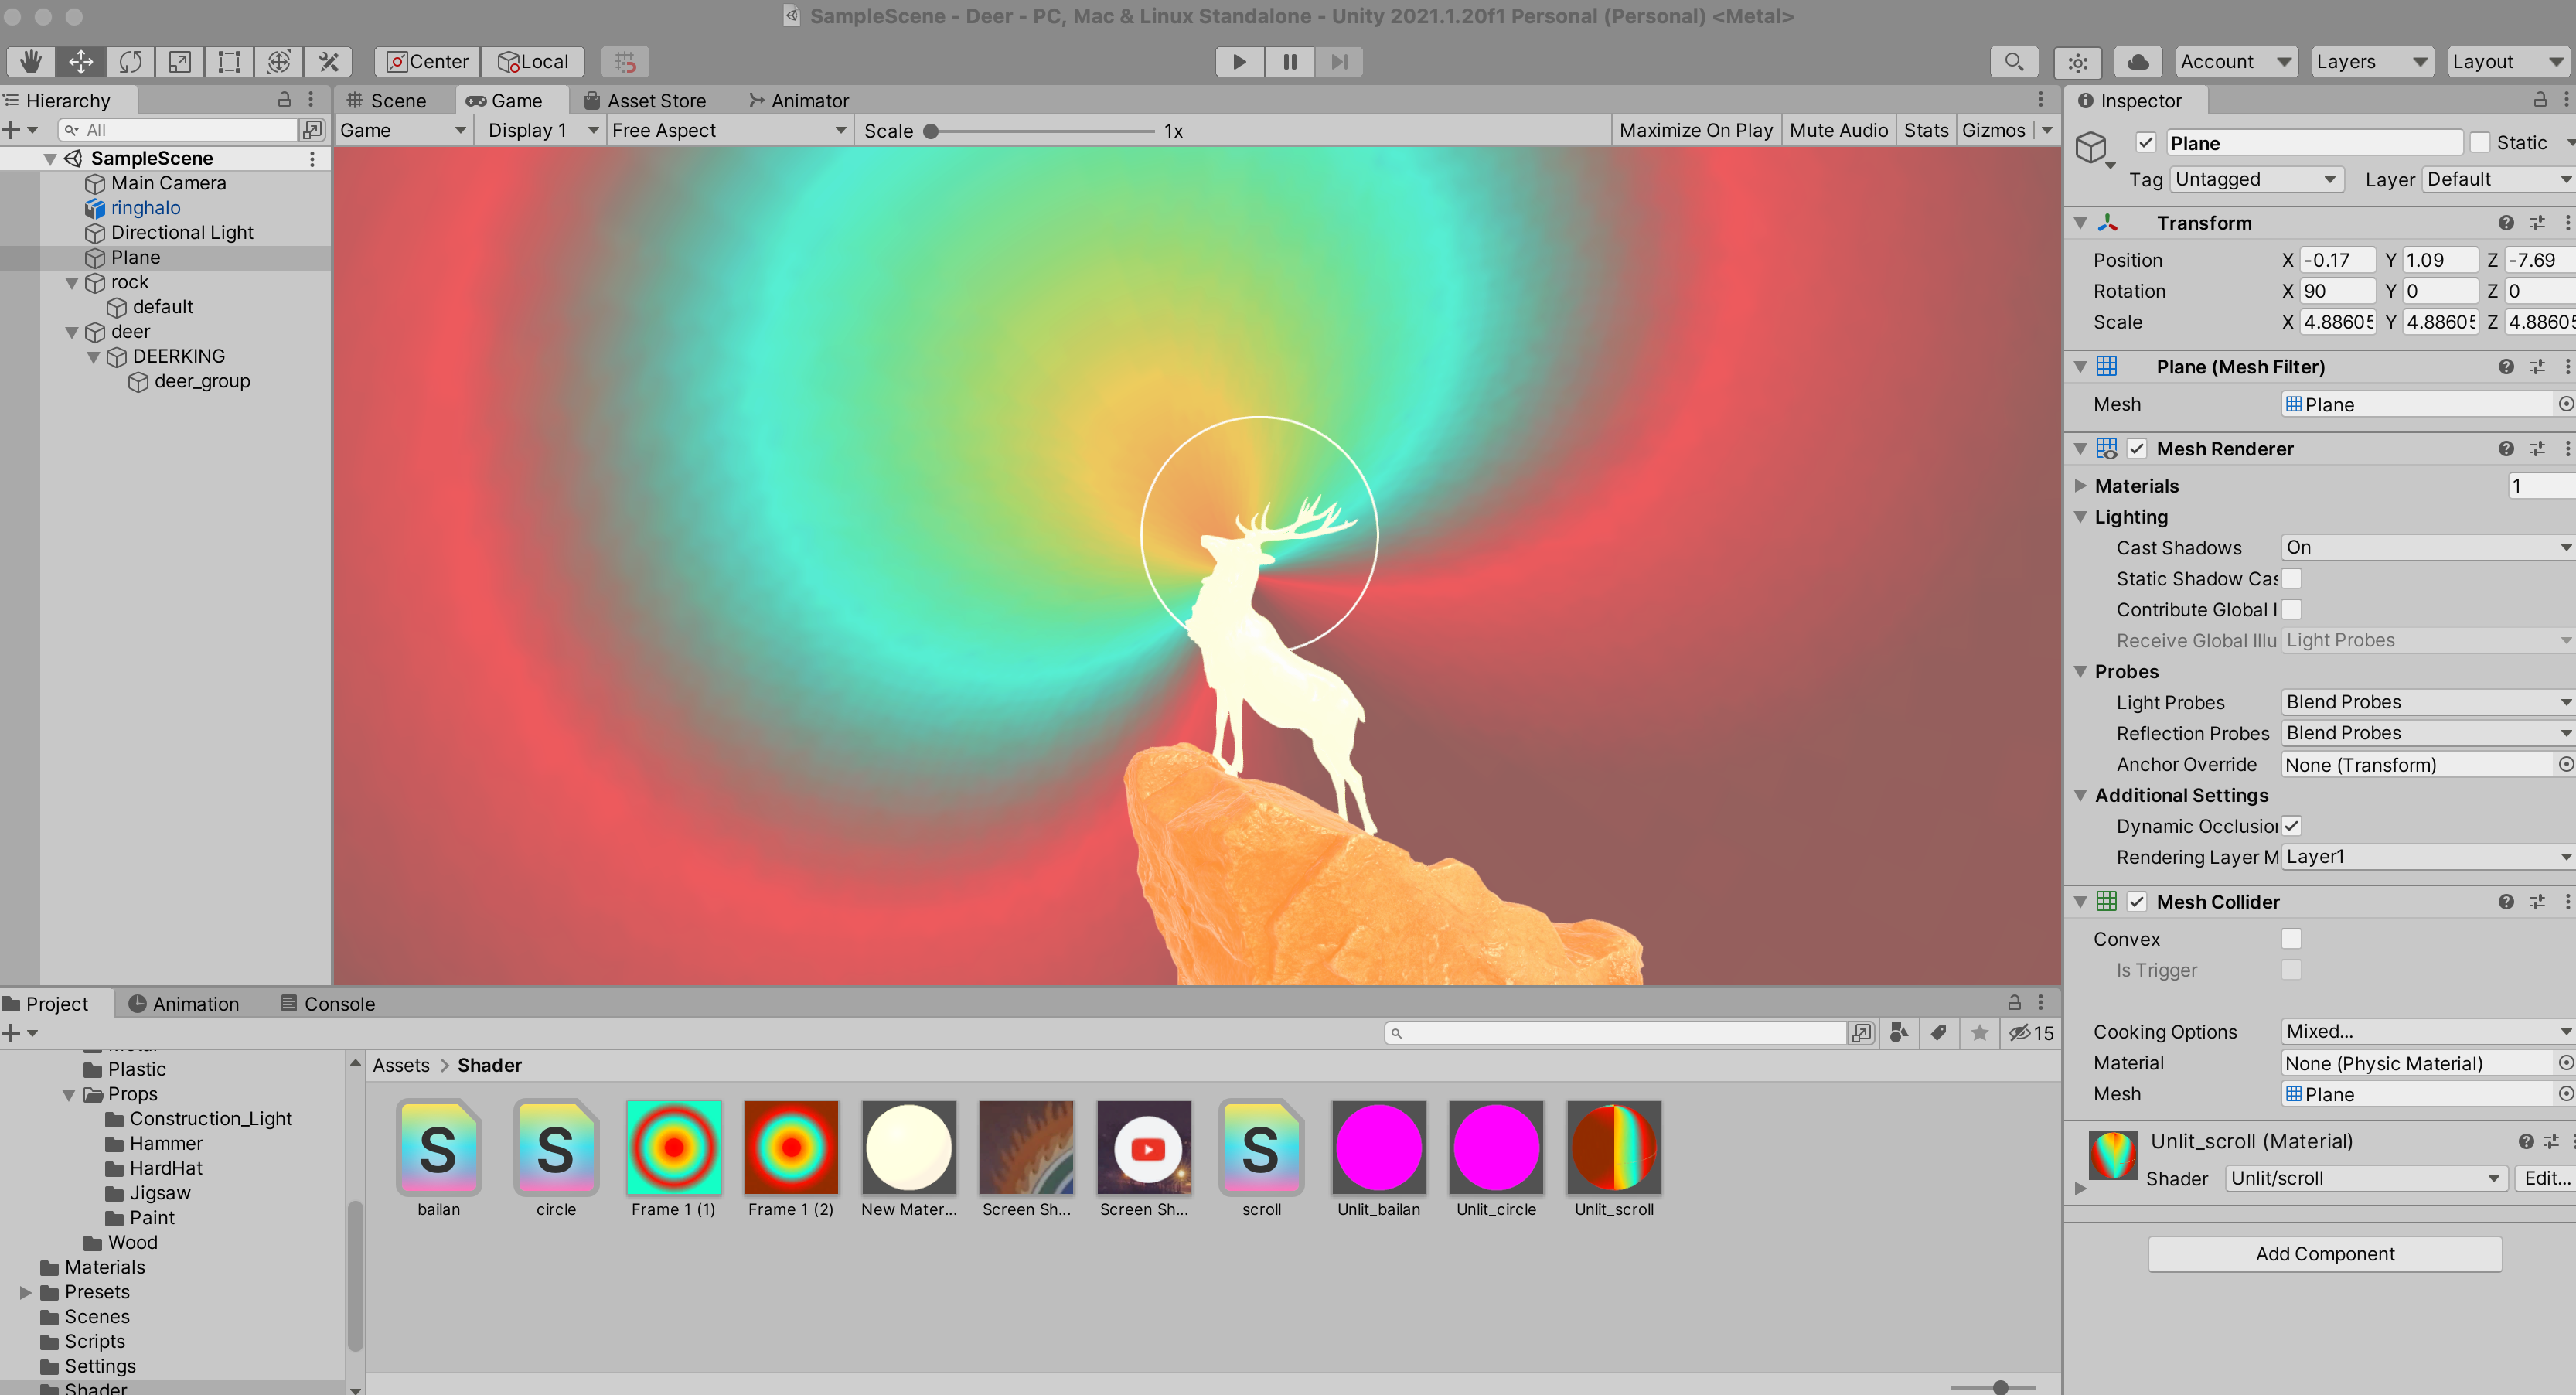 SampleScene - Deer - PC, Mac & Linux Standalone - Unity 2021.1.20f1 Personal (Personal) <Metal>
Center Local Account Layers Layout
Hierarchy
All
SampleScene
Main Camera
ringhalo
Directional Light
Plane
rock
default
deer
DEERKING
deer_group
Scene Game Asset Store Animator
Game Display 1 Free Aspect Scale 1x Maximize On Play Mute Audio Stats Gizmos
Inspector
Plane Static
Tag Untagged Layer Default
Transform
Position X -0.17 Y 1.09 Z -7.69
Rotation X 90 Y 0 Z 0
Scale X 4.88605 Y 4.88605 Z 4.88605
Plane (Mesh Filter)
Mesh Plane
Mesh Renderer
Materials 1
Lighting
Cast Shadows On
Static Shadow Cas
Contribute Global I
Receive Global Illu Light Probes
Probes
Light Probes Blend Probes
Reflection Probes Blend Probes
Anchor Override None (Transform)
Additional Settings
Dynamic Occlusion
Rendering Layer M Layer1
Mesh Collider
Convex
Is Trigger
Cooking Options Mixed...
Material None (Physic Material)
Mesh Plane
Unlit_scroll (Material)
Shader Unlit/scroll Edit...
Add Component
Project Animation Console
15
Plastic
Props
Construction_Light
Hammer
HardHat
Jigsaw
Paint
Wood
Materials
Presets
Scenes
Scripts
Settings
Shader
Assets > Shader
S S S
bailan circle Frame 1 (1) Frame 1 (2) New Mater... Screen Sh... Screen Sh... scroll Unlit_bailan Unlit_circle Unlit_scroll